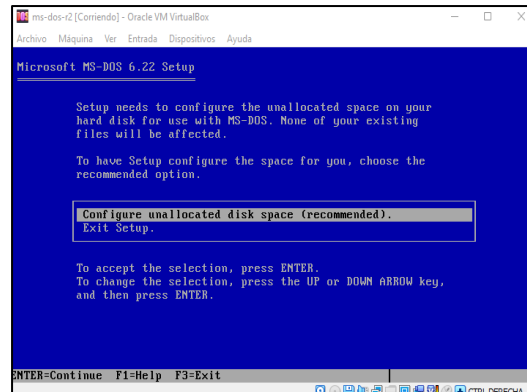 ms-dos-r2 [Corriendo] - Oracle VM VirtualBox
Archivo Máquina Ver Entrada Dispositivos Ayuda
Microsoft MS-DOS 6.22 Setup
Setup needs to configure the unallocated space on your
hard disk for use with MS-DOS. None of your existing
files will be affected.
To have Setup configure the space for you, choose the
recommended option.
Configure unallocated disk space (recommended).
Exit Setup.
To accept the selection, press ENTER.
To change the selection, press the UP or DOWN ARROW key,
and then press ENTER.
ENTER=Continue F1=Help F3=Exit
CTRL DERECHA